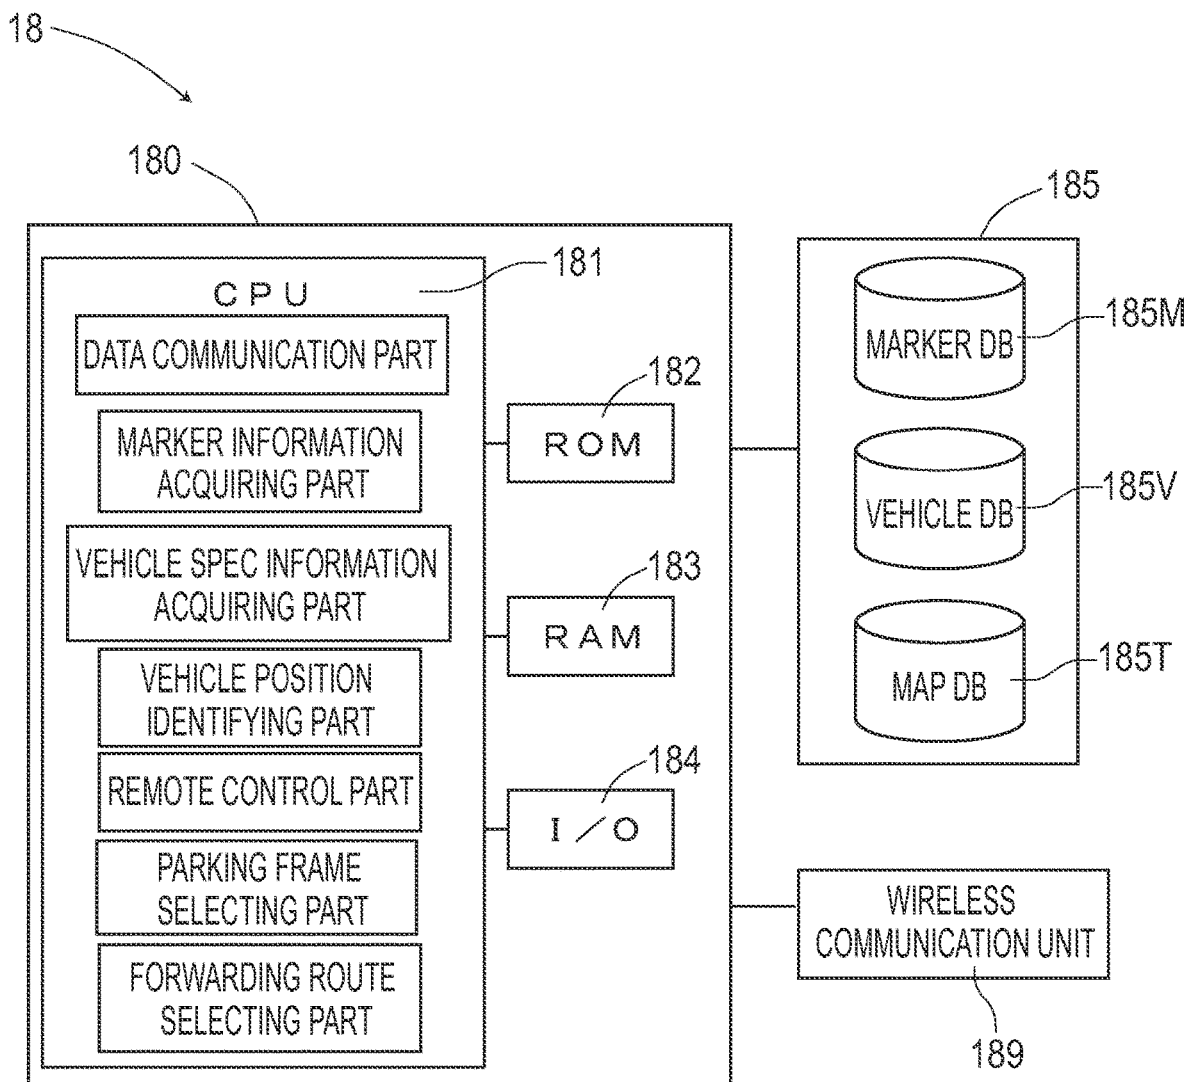 18
180
185
181
CPU
DATA COMMUNICATION PART
MARKER INFORMATION
ACQUIRING PART
VEHICLE SPEC INFORMATION
ACQUIRING PART
VEHICLE POSITION
IDENTIFYING PART
REMOTE CONTROL PART
PARKING FRAME
SELECTING PART
FORWARDING ROUTE
SELECTING PART
182
ROM
183
RAM
184
I/O
MARKER DB
185M
VEHICLE DB
185V
MAP DB
185T
WIRELESS
COMMUNICATION UNIT
189